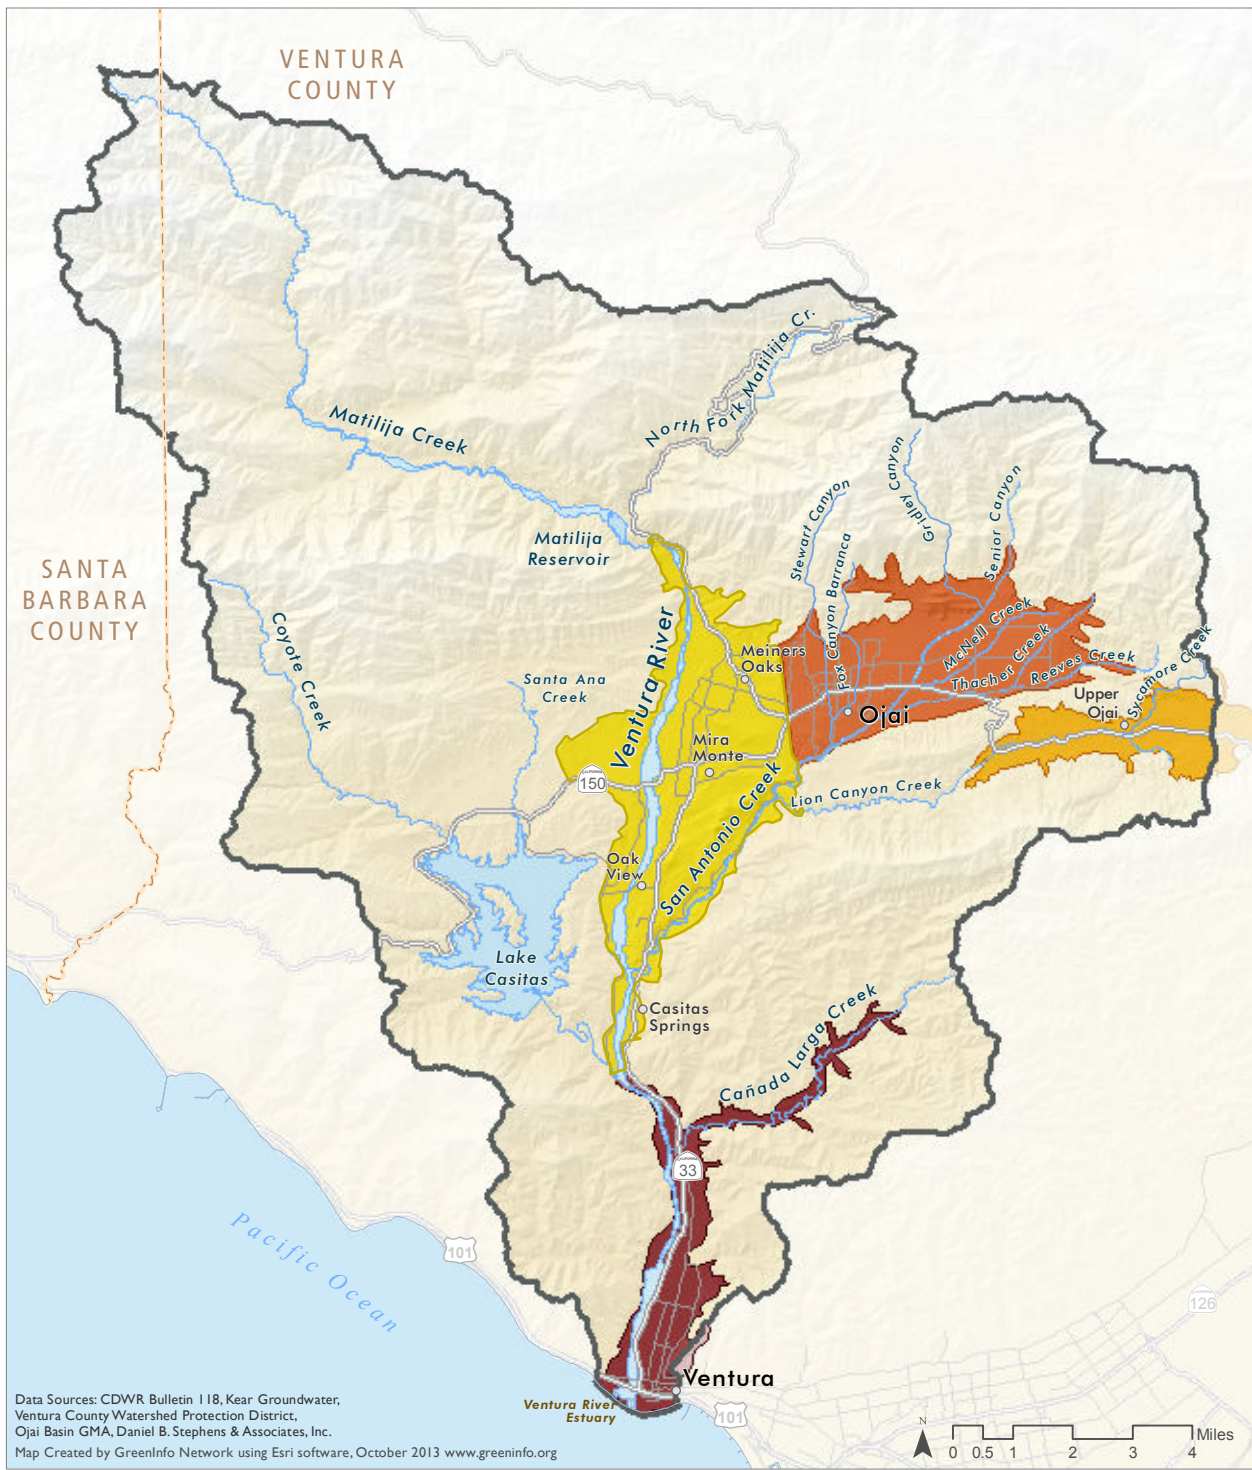 VENTURA
COUNTY
North Fork Matilija Cr.
Matilija Creek
Gridley Canyon
Senior Canyon
Stewart Canyon
Matilija
Reservoir
Fox Canyon Barranca
SANTA
BARBARA
COUNTY
Coyote Creek
Ventura River
McNell Creek
Thacher Creek
Reeves Creek
Sycamore Creek
Meiners
Oaks
Santa Ana
Creek
Upper
Ojai
Ojai
Mira
Monte
CALIFORNIA
150
San Antonio Creek
Lion Canyon Creek
Oak
View
Lake
Casitas
Casitas
Springs
Cañada Larga Creek
CALIFORNIA
33
Pacific Ocean
101
126
Ventura
Ventura River
Estuary
101
Data Sources: CDWR Bulletin 118, Kear Groundwater,
Ventura County Watershed Protection District,
Ojai Basin GMA, Daniel B. Stephens & Associates, Inc.
Map Created by GreenInfo Network using Esri software, October 2013 www.greeninfo.org
N
Miles
0 0.5 1 2 3 4